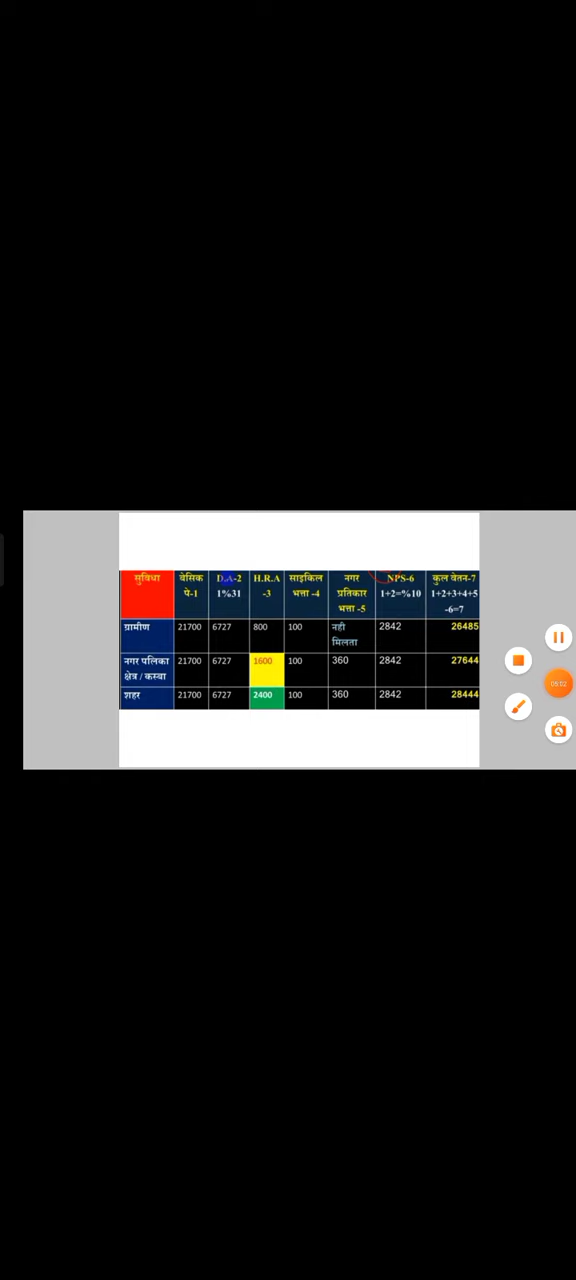 सुविधा बेसिक D.A-2 H.R.A साइकिल नगर NPS-6 कुल वेतन-7
पे-1 1%31 -3 भत्ता -4 प्रतिकार 1+2=%10 1+2+3+4+5
भत्ता -5 -6=7
ग्रामीण 21700 6727 800 100 नही 2842 26485
मिलता
नगर पलिका 21700 6727 1600 100 360 2842 27644
क्षेत्र / कस्बा
शहर 21700 6727 2400 100 360 2842 28444
05:02